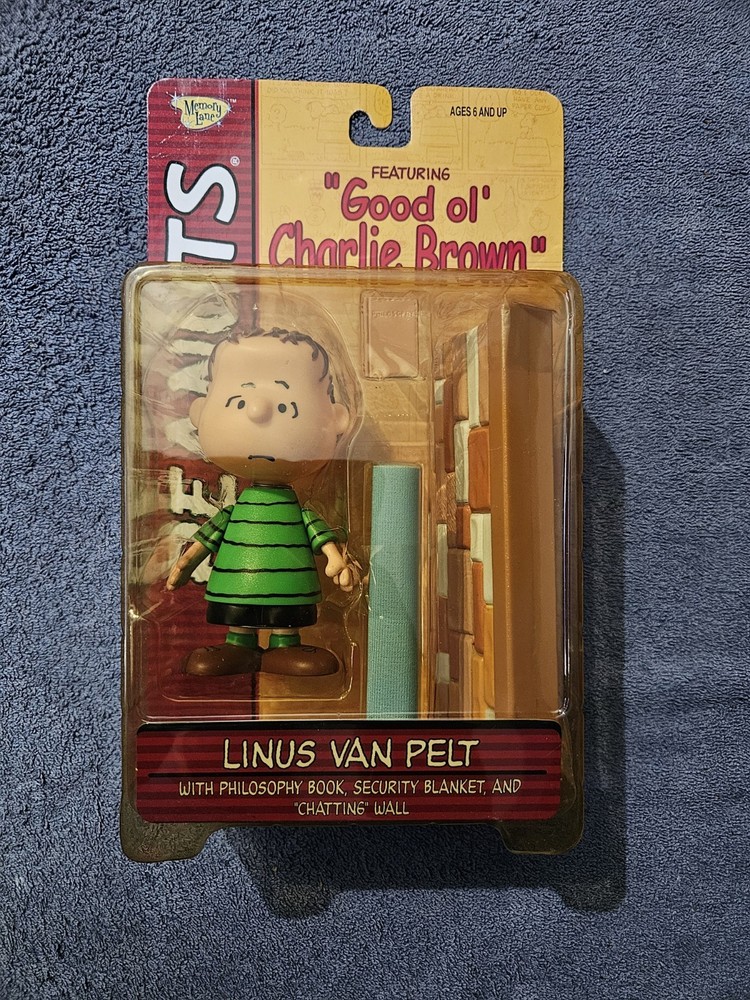 Memory
Lane™
AGES 6 AND UP
TS®
FEATURING
"Good ol'
Charlie Brown"
LINUS VAN PELT
WITH PHILOSOPHY BOOK, SECURITY BLANKET, AND
"CHATTING" WALL